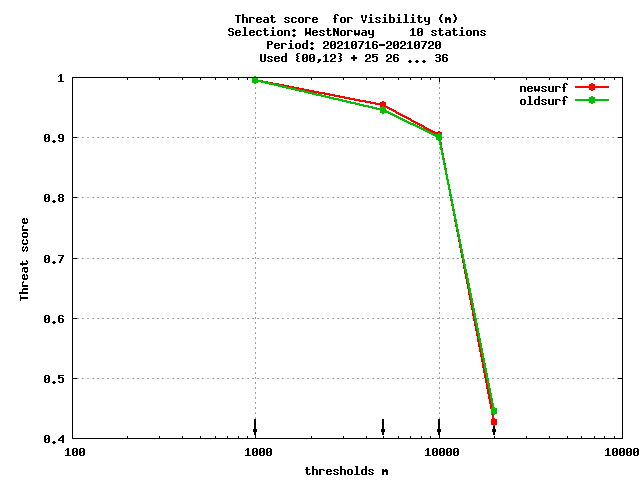 Threat score  for Visibility (m)
Selection: WestNorway     10 stations
Period: 20210716-20210720
Used {00,12} + 25 26 ... 36
newsurf
oldsurf
1
0.9
0.8
0.7
0.6
0.5
0.4
Threat score
100 1000 10000 10000
thresholds m